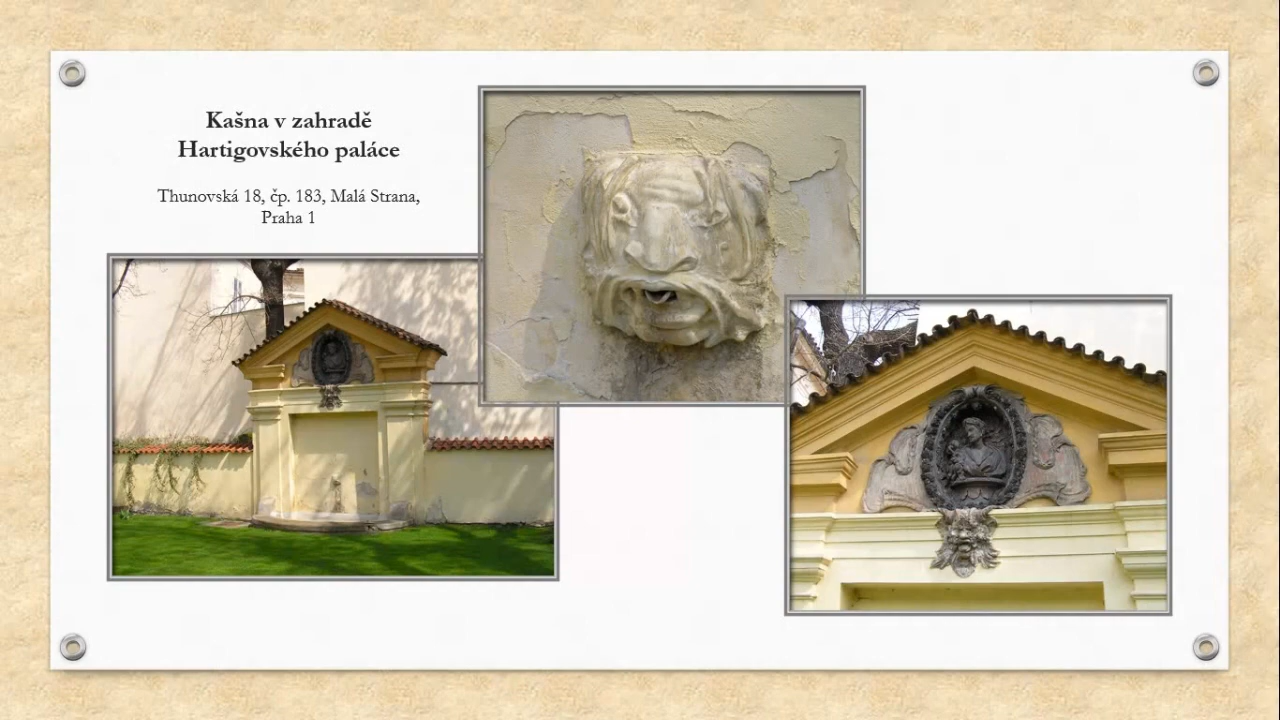 Kašna v zahradě
Hartigovského paláce
Thunovská 18, čp. 183, Malá Strana,
Praha 1